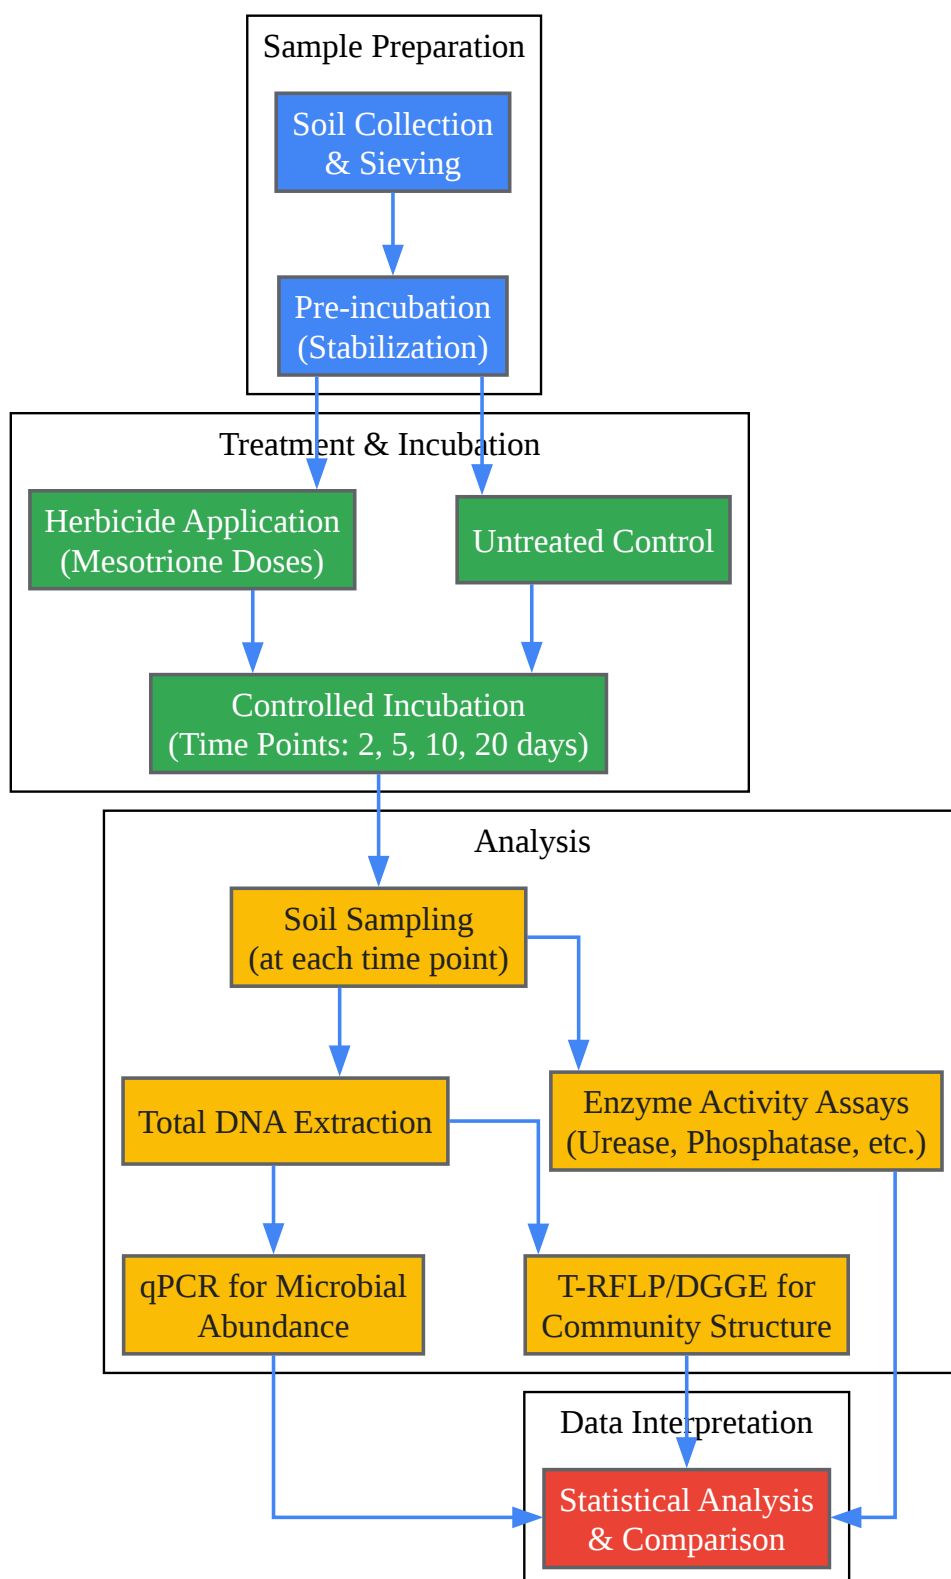 Sample Preparation
Soil Collection
& Sieving
Pre-incubation
(Stabilization)
Treatment & Incubation
Herbicide Application
(Mesotrione Doses)
Untreated Control
Controlled Incubation
(Time Points: 2, 5, 10, 20 days)
Analysis
Soil Sampling
(at each time point)
Total DNA Extraction
Enzyme Activity Assays
(Urease, Phosphatase, etc.)
qPCR for Microbial
Abundance
T-RFLP/DGGE for
Community Structure
Data Interpretation
Statistical Analysis
& Comparison